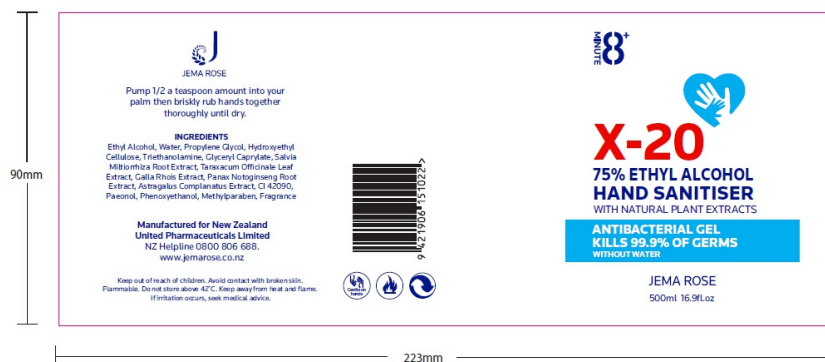 JEMA ROSE
Pump 1/2 a teaspoon amount into your
palm then briskly rub hands together
thoroughly until dry.
INGREDIENTS
Ethyl Alcohol, Water, Propylene Glycol, Hydroxyethyl
Cellulose, Triethanolamine, Glyceryl Caprylate, Salvia
Miltiorrhiza Root Extract, Taraxacum Officinale Leaf
Extract, Galla Rhois Extract, Panax Notoginseng Root
Extract, Astragalus Complanatus Extract, CI 42090,
Paeonol, Phenoxyethanol, Methylparaben, Fragrance
Manufactured for New Zealand
United Pharmaceuticals Limited
NZ Helpline 0800 806 688.
www.jemarose.co.nz
Keep out of reach of children. Avoid contact with broken skin.
Flammable. Do not store above 42°C. Keep away from heat and flame.
If irritation occurs, seek medical advice.
9 421906 151022>
Gentle on
hands
8+
MINUTE
X-20
75% ETHYL ALCOHOL
HAND SANITISER
WITH NATURAL PLANT EXTRACTS
ANTIBACTERIAL GEL
KILLS 99.9% OF GERMS
WITHOUT WATER
JEMA ROSE
500ml 16.9fl.oz
90mm
223mm